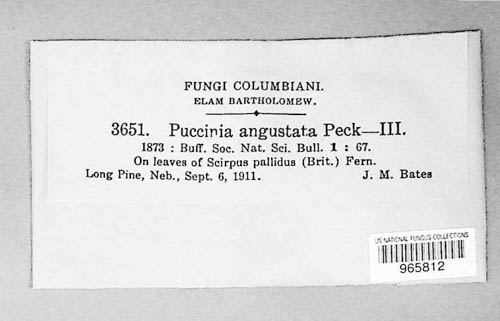 FUNGI COLUMBIANI.
ELAM BARTHOLOMEW.
3651. Puccinia angustata Peck—III.
1873 : Buff. Soc. Nat. Sci. Bull. 1 : 67.
On leaves of Scirpus pallidus (Brit.) Fern.
Long Pine, Neb., Sept. 6, 1911. J. M. Bates
US NATIONAL FUNGUS COLLECTIONS
965812